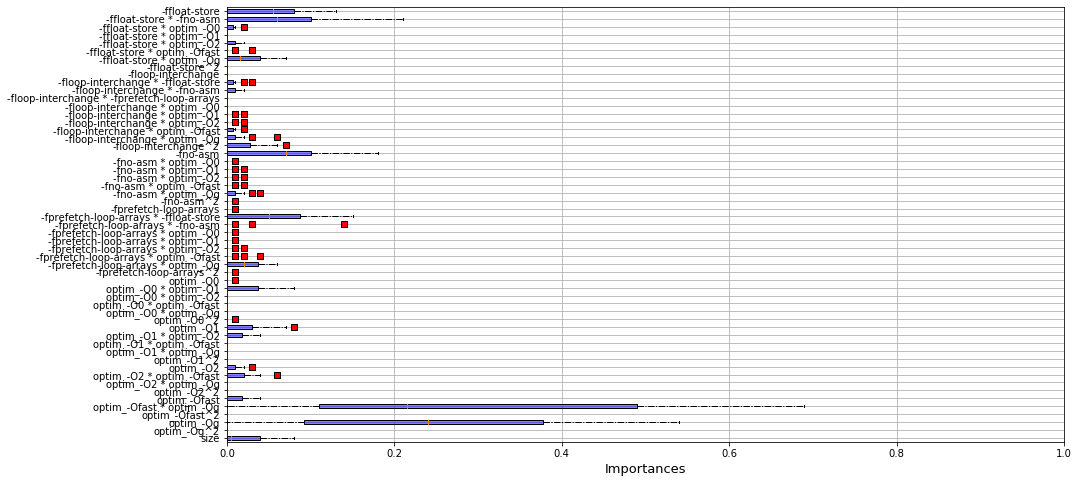 -ffloat-store
-ffloat-store * -fno-asm
-ffloat-store * optim_-O0
-ffloat-store * optim_-O1
-ffloat-store * optim_-O2
-ffloat-store * optim_-Ofast
-ffloat-store * optim_-Og
-ffloat-store^2
-floop-interchange
-floop-interchange * -ffloat-store
-floop-interchange * -fno-asm
-floop-interchange * -fprefetch-loop-arrays
-floop-interchange * optim_-O0
-floop-interchange * optim_-O1
-floop-interchange * optim_-O2
-floop-interchange * optim_-Ofast
-floop-interchange * optim_-Og
-floop-interchange^2
-fno-asm
-fno-asm * optim_-O0
-fno-asm * optim_-O1
-fno-asm * optim_-O2
-fno-asm * optim_-Ofast
-fno-asm * optim_-Og
-fno-asm^2
-fprefetch-loop-arrays
-fprefetch-loop-arrays * -ffloat-store
-fprefetch-loop-arrays * -fno-asm
-fprefetch-loop-arrays * optim_-O0
-fprefetch-loop-arrays * optim_-O1
-fprefetch-loop-arrays * optim_-O2
-fprefetch-loop-arrays * optim_-Ofast
-fprefetch-loop-arrays * optim_-Og
-fprefetch-loop-arrays^2
optim_-O0
optim_-O0 * optim_-O1
optim_-O0 * optim_-O2
optim_-O0 * optim_-Ofast
optim_-O0 * optim_-Og
optim_-O0^2
optim_-O1
optim_-O1 * optim_-O2
optim_-O1 * optim_-Ofast
optim_-O1 * optim_-Og
optim_-O1^2
optim_-O2
optim_-O2 * optim_-Ofast
optim_-O2 * optim_-Og
optim_-O2^2
optim_-Ofast
optim_-Ofast * optim_-Og
optim_-Ofast^2
optim_-Og
optim_-Og^2
size
0.0 0.2 0.4 0.6 0.8 1.0
Importances